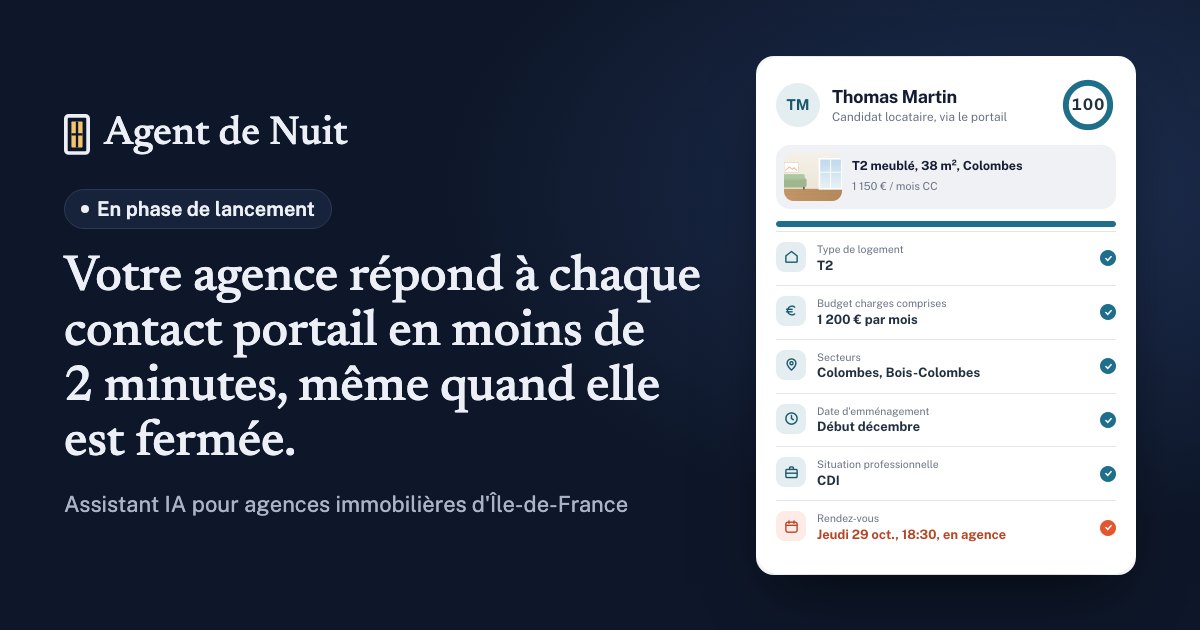 Agent de Nuit
En phase de lancement
Votre agence répond à chaque
contact portail en moins de
2 minutes, même quand elle
est fermée.
Assistant IA pour agences immobilières d'Île-de-France
TM
Thomas Martin
Candidat locataire, via le portail
100
T2 meublé, 38 m², Colombes
1 150 € / mois CC
Type de logement
T2
Budget charges comprises
1 200 € par mois
Secteurs
Colombes, Bois-Colombes
Date d'emménagement
Début décembre
Situation professionnelle
CDI
Rendez-vous
Jeudi 29 oct., 18:30, en agence